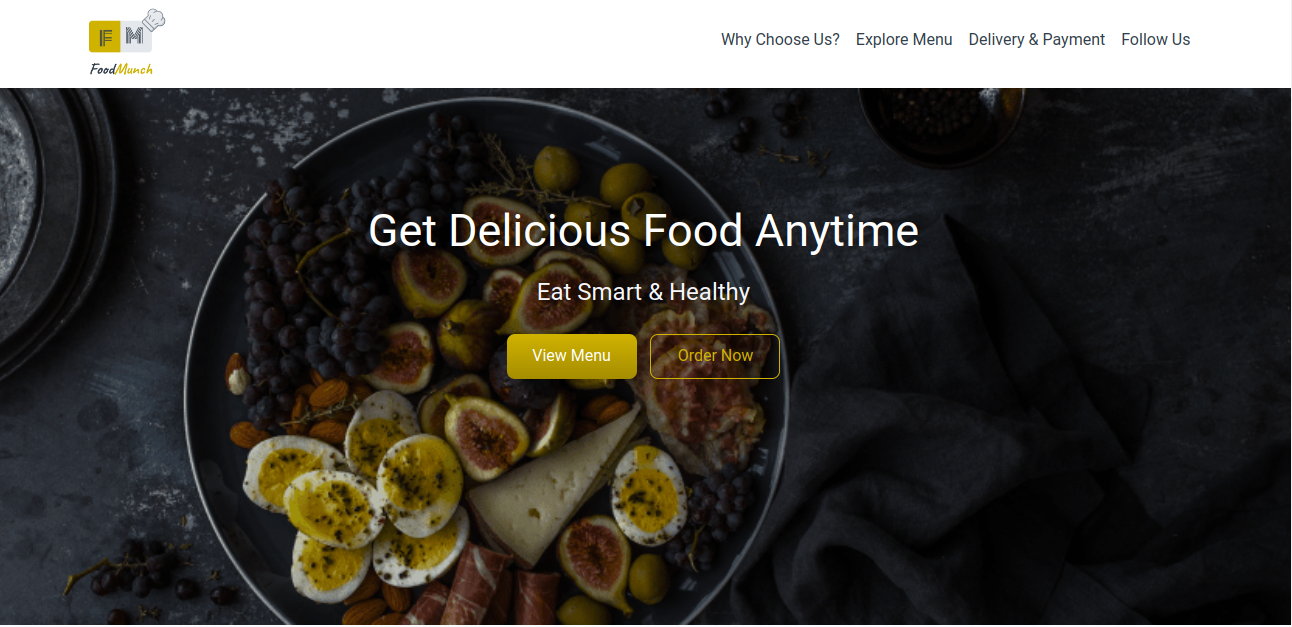 FM
FoodMunch
Why Choose Us? Explore Menu Delivery & Payment Follow Us
Get Delicious Food Anytime
Eat Smart & Healthy
View Menu Order Now